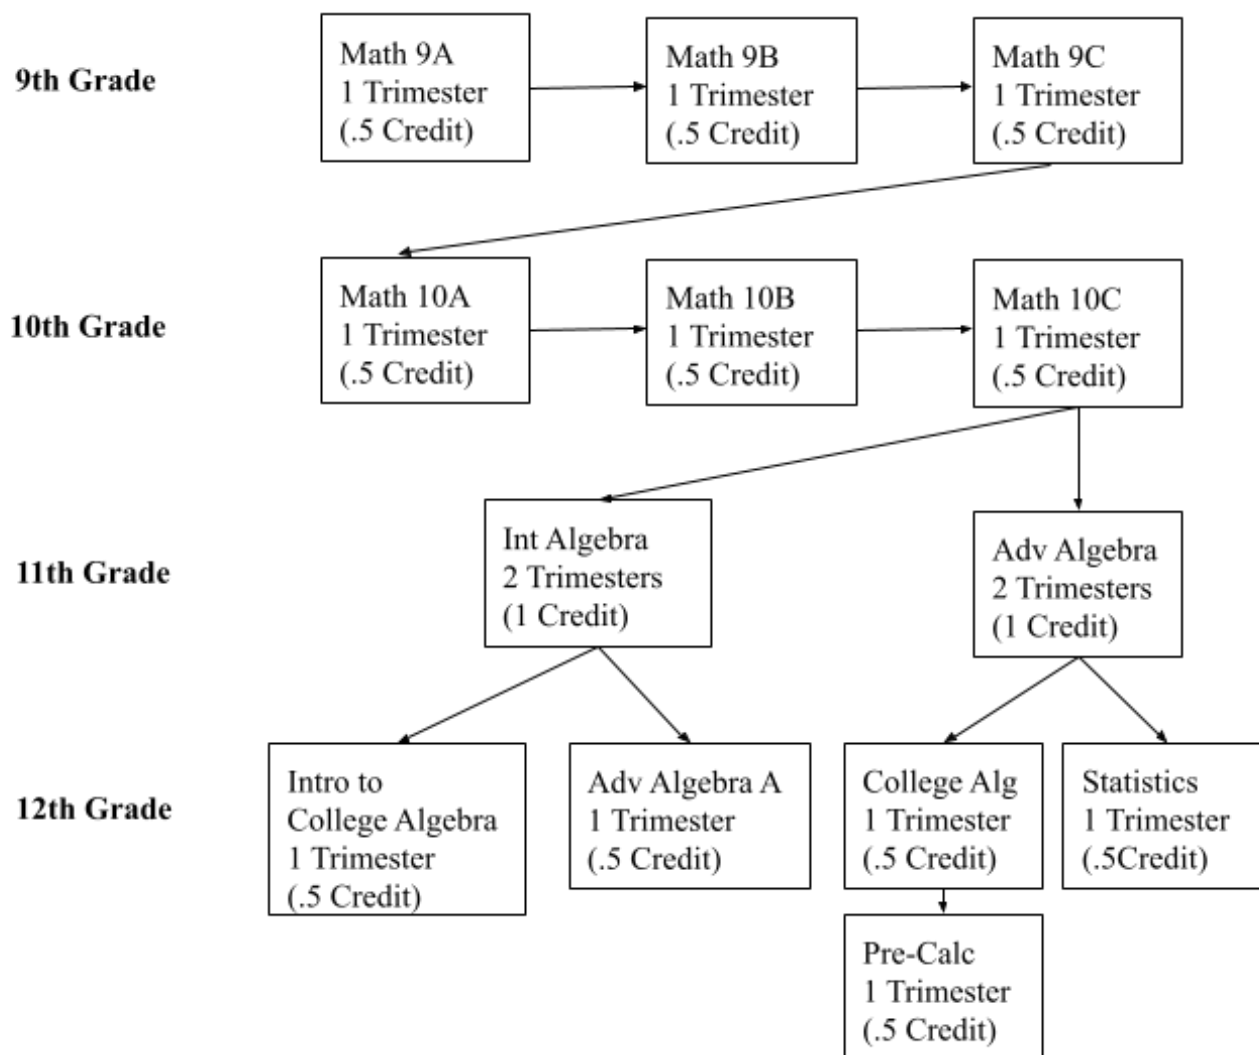 9th Grade
Math 9A
1 Trimester
(.5 Credit)
Math 9B
1 Trimester
(.5 Credit)
Math 9C
1 Trimester
(.5 Credit)
10th Grade
Math 10A
1 Trimester
(.5 Credit)
Math 10B
1 Trimester
(.5 Credit)
Math 10C
1 Trimester
(.5 Credit)
11th Grade
Int Algebra
2 Trimesters
(1 Credit)
Adv Algebra
2 Trimesters
(1 Credit)
12th Grade
Intro to
College Algebra
1 Trimester
(.5 Credit)
Adv Algebra A
1 Trimester
(.5 Credit)
College Alg
1 Trimester
(.5 Credit)
Statistics
1 Trimester
(.5Credit)
Pre-Calc
1 Trimester
(.5 Credit)